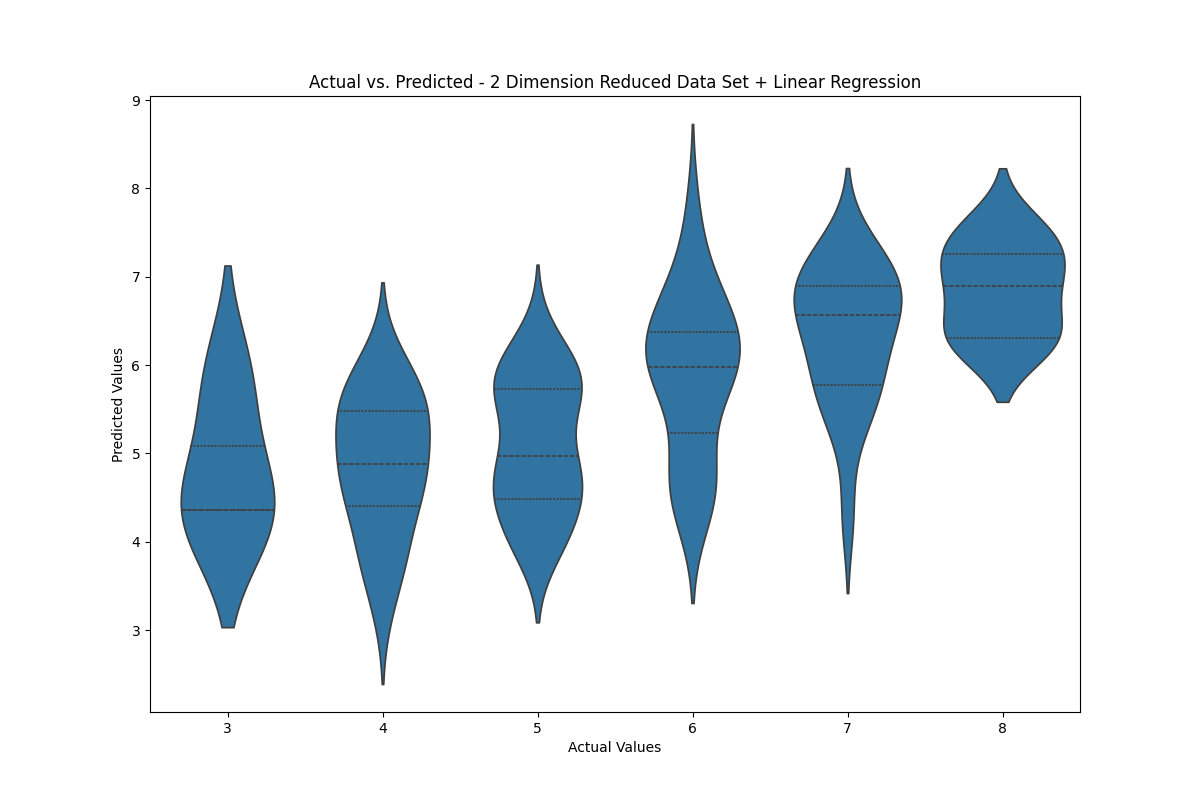 Actual vs. Predicted - 2 Dimension Reduced Data Set + Linear Regression
9
8
7
6
5
4
3
Predicted Values
3 4 5 6 7 8
Actual Values